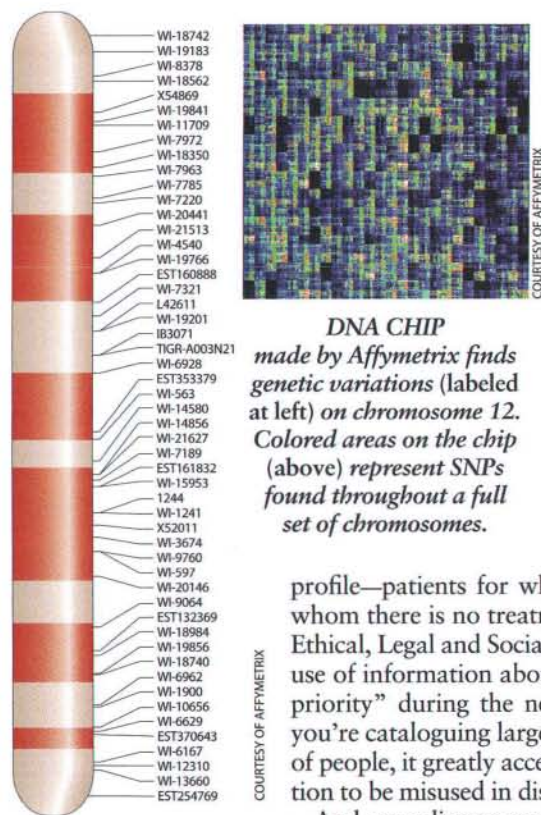 WI-18742
WI-19183
WI-8378
WI-18562
X54869
WI-19841
WI-11709
WI-7972
WI-18350
WI-7963
WI-7785
WI-7220
WI-20441
WI-21513
WI-4540
WI-19766
EST160888
WI-7321
L42611
WI-19201
IB3071
TIGR-A003N21
WI-6928
EST353379
WI-563
WI-14580
WI-14856
WI-21627
WI-7189
EST161832
WI-15953
1244
WI-1241
X52011
WI-3674
WI-9760
WI-597
WI-20146
WI-9064
EST132369
WI-18984
WI-19856
WI-18740
WI-6962
WI-1900
WI-10656
WI-6629
EST370643
WI-6167
WI-12310
WI-13660
EST254769
COURTESY OF AFFYMETRIX
COURTESY OF AFFYMETRIX
DNA CHIP
made by Affymetrix finds
genetic variations (labeled
at left) on chromosome 12.
Colored areas on the chip
(above) represent SNPs
found throughout a full
set of chromosomes.
profile—patients for wh
whom there is no treatm
Ethical, Legal and Social
use of information abou
priority” during the ne
you’re cataloguing large
of people, it greatly acce
tion to be misused in dis